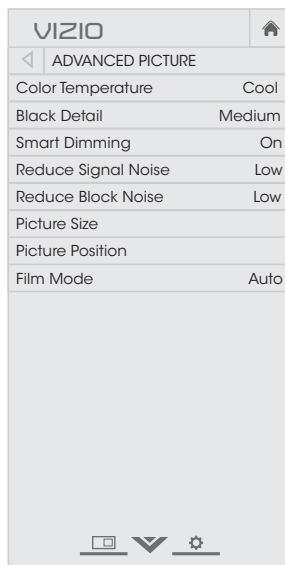 VIZIO
ADVANCED PICTURE
Color Temperature Cool
Black Detail Medium
Smart Dimming On
Reduce Signal Noise Low
Reduce Block Noise Low
Picture Size
Picture Position
Film Mode Auto